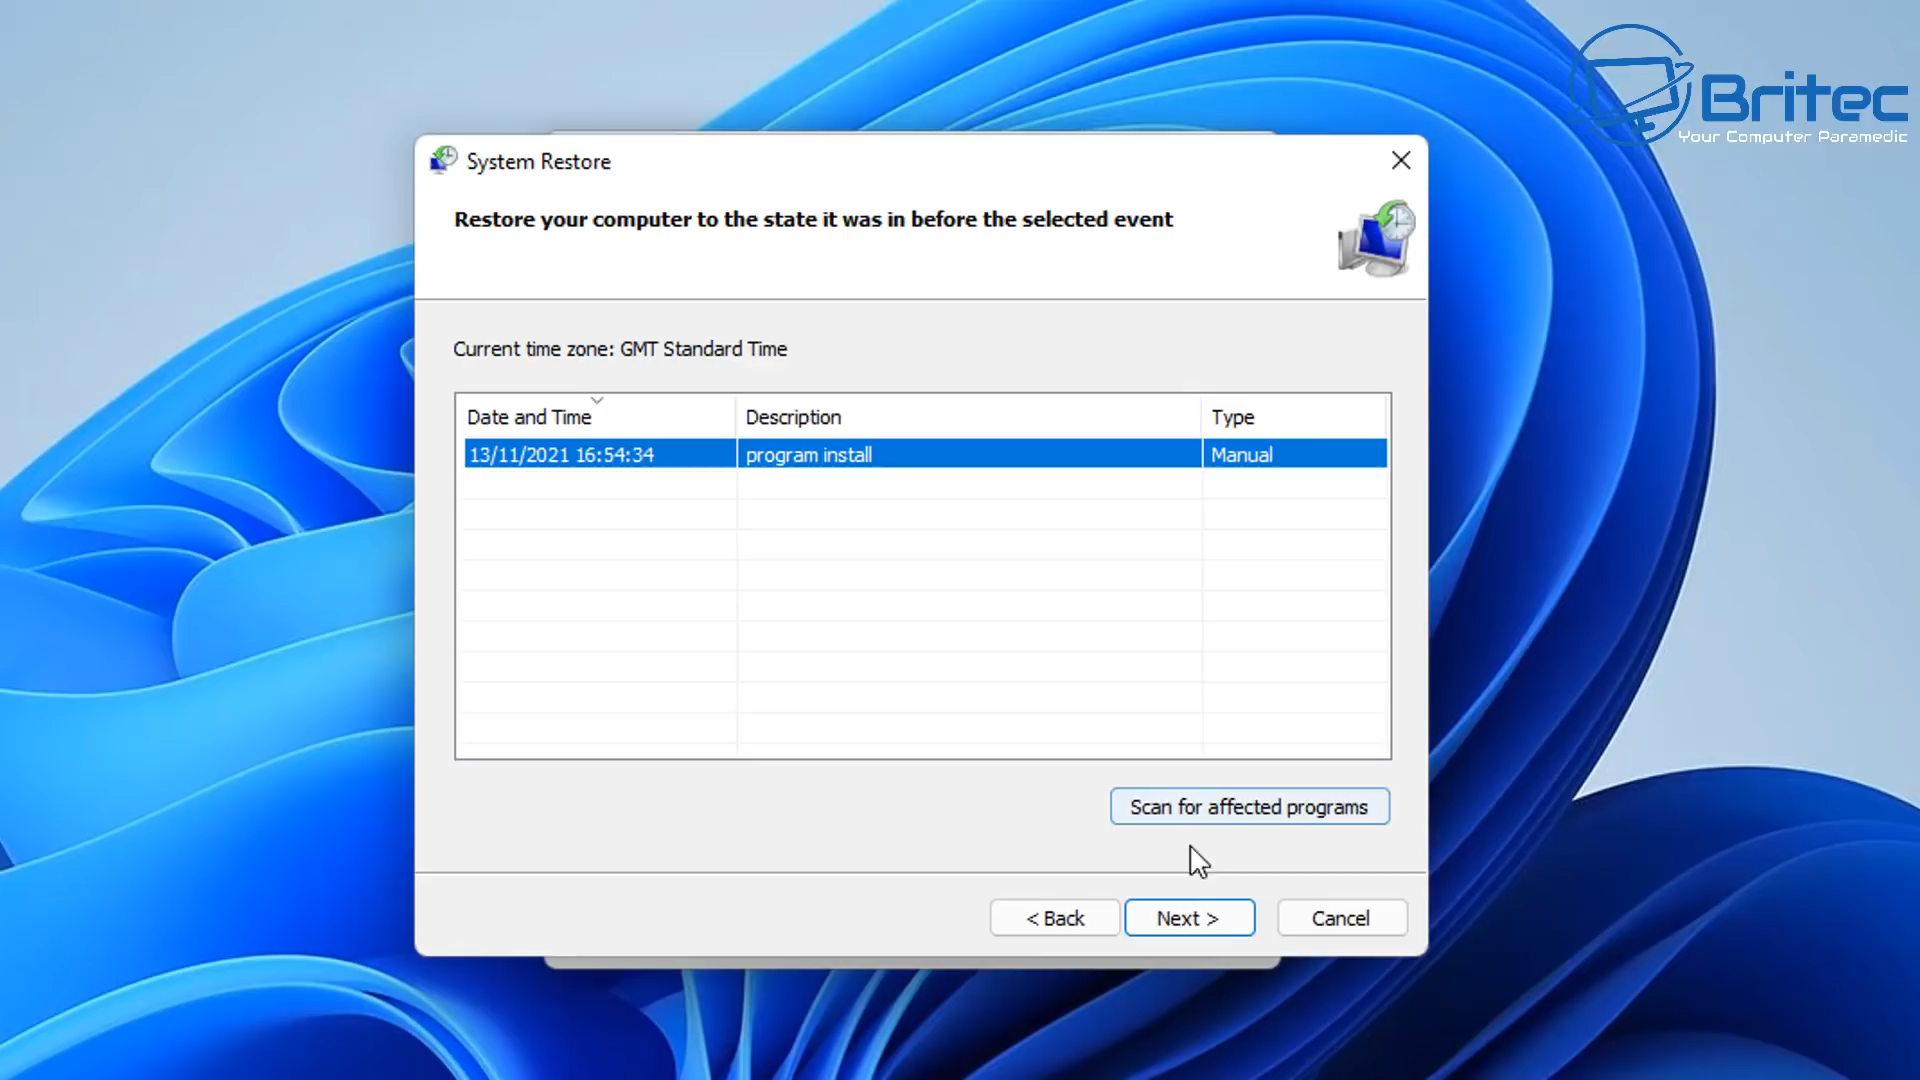 Britec
Your Computer Paramedic
System Restore
Restore your computer to the state it was in before the selected event
Current time zone: GMT Standard Time
Date and Time Description Type
13/11/2021 16:54:34 program install Manual
Scan for affected programs
< Back Next > Cancel